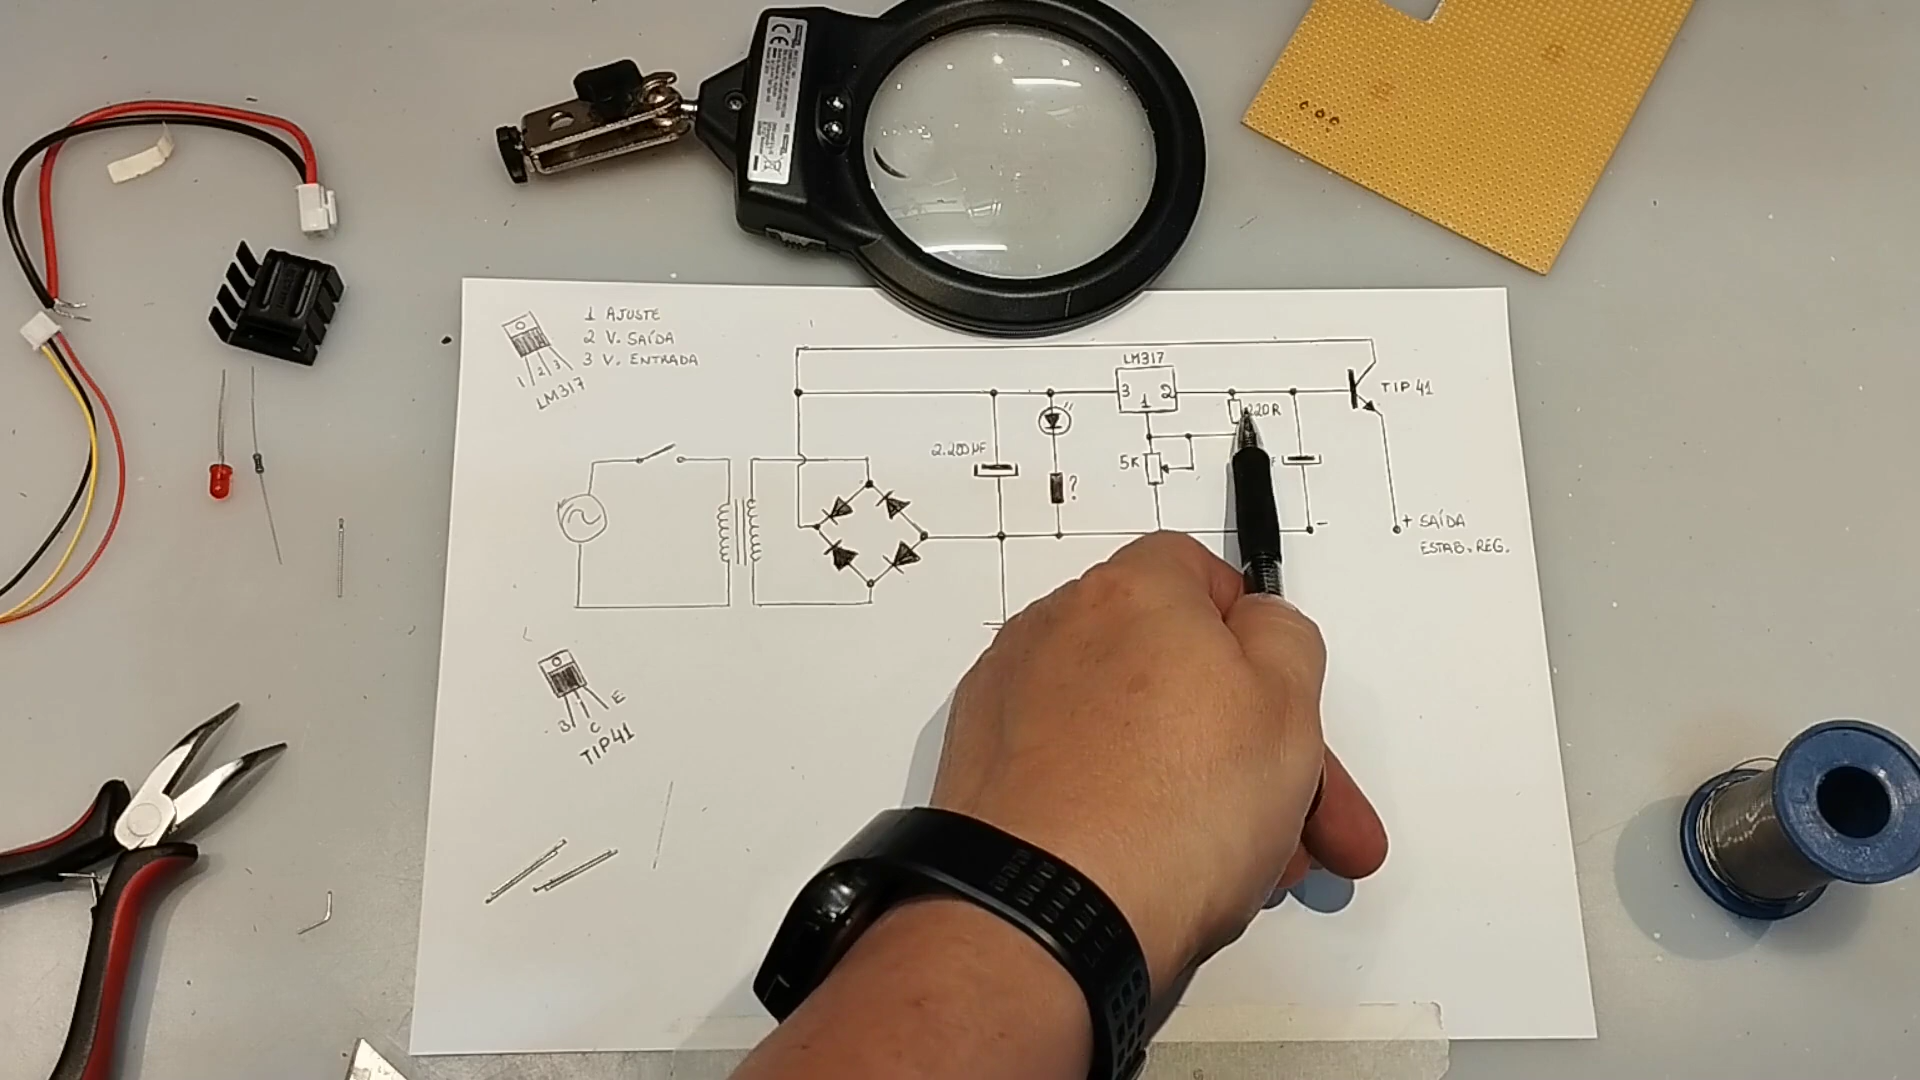 1 AJUSTE
2 V. SAÍDA
3 V. ENTRADA
1 2 3
LM317
LM317
3 1 2
TIP 41
220R
2.200µF
5K
?
F
-
+ SAÍDA
ESTAB. REG.
B C E
TIP41
CE